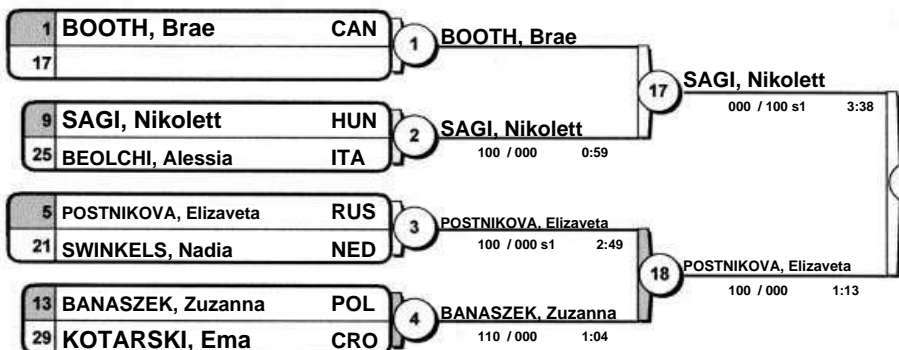 1 BOOTH, Brae CAN
17
1
BOOTH, Brae
9 SAGI, Nikolett HUN
25 BEOLCHI, Alessia ITA
2
SAGI, Nikolett
100 / 000 0:59
17
SAGI, Nikolett
000 / 100 s1 3:38
5 POSTNIKOVA, Elizaveta RUS
21 SWINKELS, Nadia NED
3
POSTNIKOVA, Elizaveta
100 / 000 s1 2:49
13 BANASZEK, Zuzanna POL
29 KOTARSKI, Ema CRO
4
BANASZEK, Zuzanna
110 / 000 1:04
18
POSTNIKOVA, Elizaveta
100 / 000 1:13